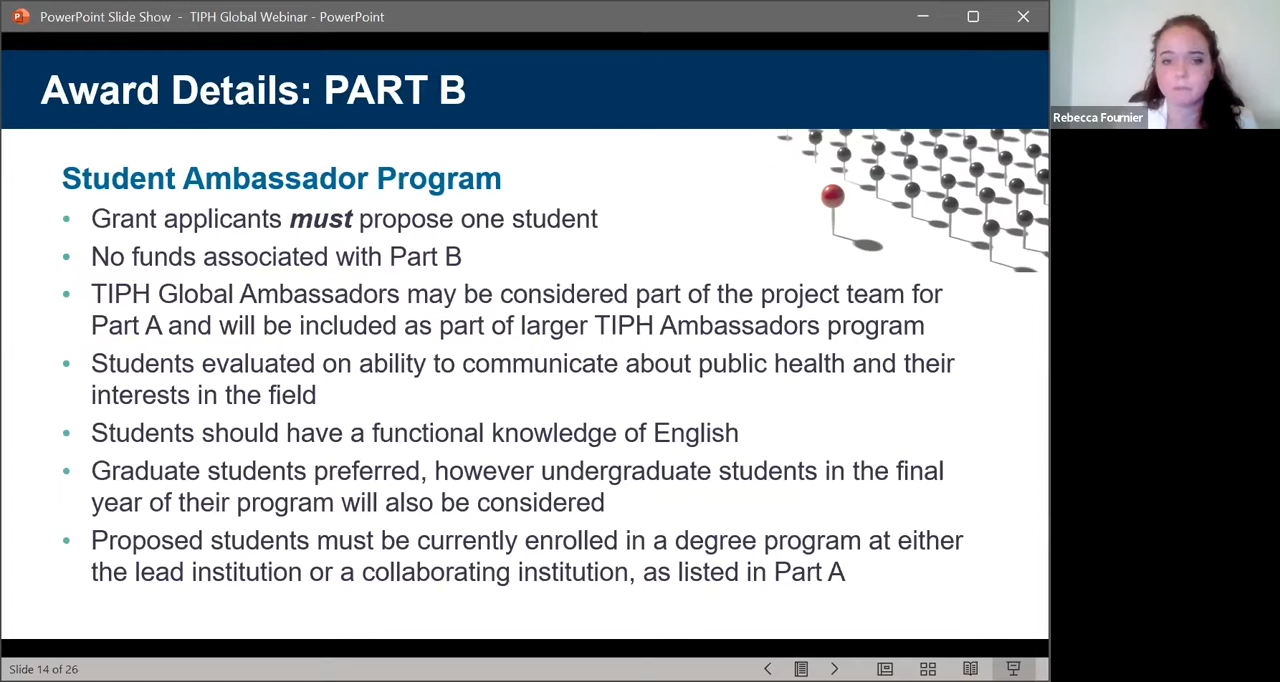 PowerPoint Slide Show - TIPH Global Webinar - PowerPoint
Rebecca Fournier
Award Details: PART B
Student Ambassador Program
• Grant applicants must propose one student
• No funds associated with Part B
• TIPH Global Ambassadors may be considered part of the project team for
Part A and will be included as part of larger TIPH Ambassadors program
• Students evaluated on ability to communicate about public health and their
interests in the field
• Students should have a functional knowledge of English
• Graduate students preferred, however undergraduate students in the final
year of their program will also be considered
• Proposed students must be currently enrolled in a degree program at either
the lead institution or a collaborating institution, as listed in Part A
Slide 14 of 26